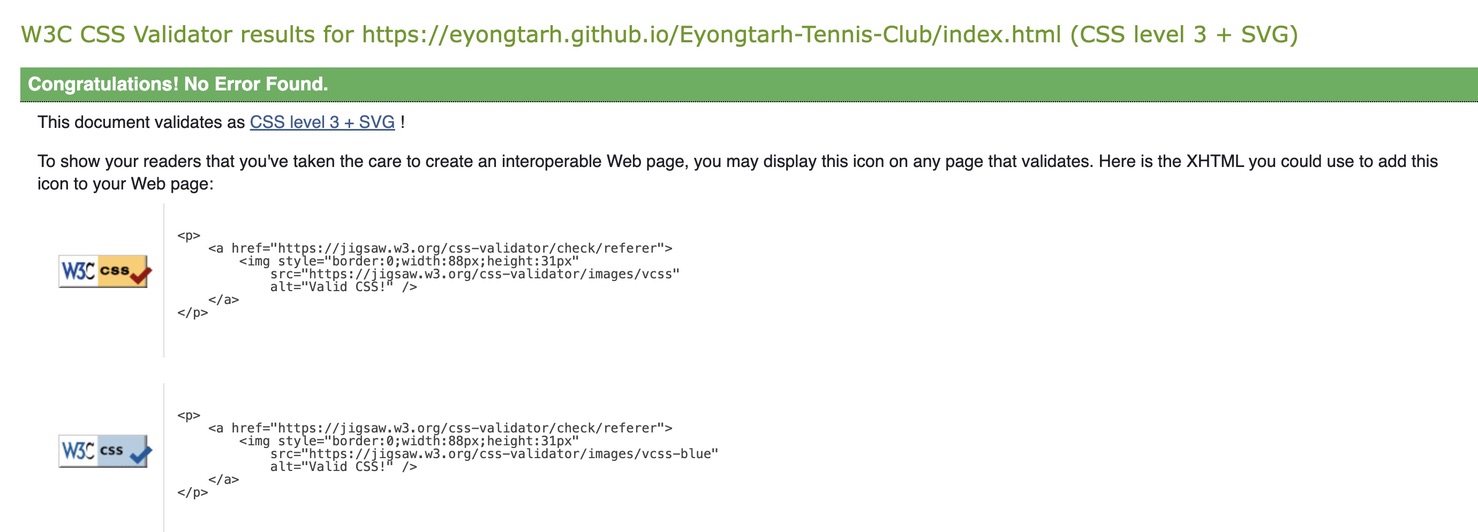 W3C CSS Validator results for https://eyongtarh.github.io/Eyongtarh-Tennis-Club/index.html (CSS level 3 + SVG)
Congratulations! No Error Found.
This document validates as CSS level 3 + SVG !
To show your readers that you've taken the care to create an interoperable Web page, you may display this icon on any page that validates. Here is the XHTML you could use to add this
icon to your Web page:
W3C css
<p>
    <a href="https://jigsaw.w3.org/css-validator/check/referer">
        <img style="border:0;width:88px;height:31px"
            src="https://jigsaw.w3.org/css-validator/images/vcss"
            alt="Valid CSS!" />
    </a>
</p>
W3C css
<p>
    <a href="https://jigsaw.w3.org/css-validator/check/referer">
        <img style="border:0;width:88px;height:31px"
            src="https://jigsaw.w3.org/css-validator/images/vcss-blue"
            alt="Valid CSS!" />
    </a>
</p>